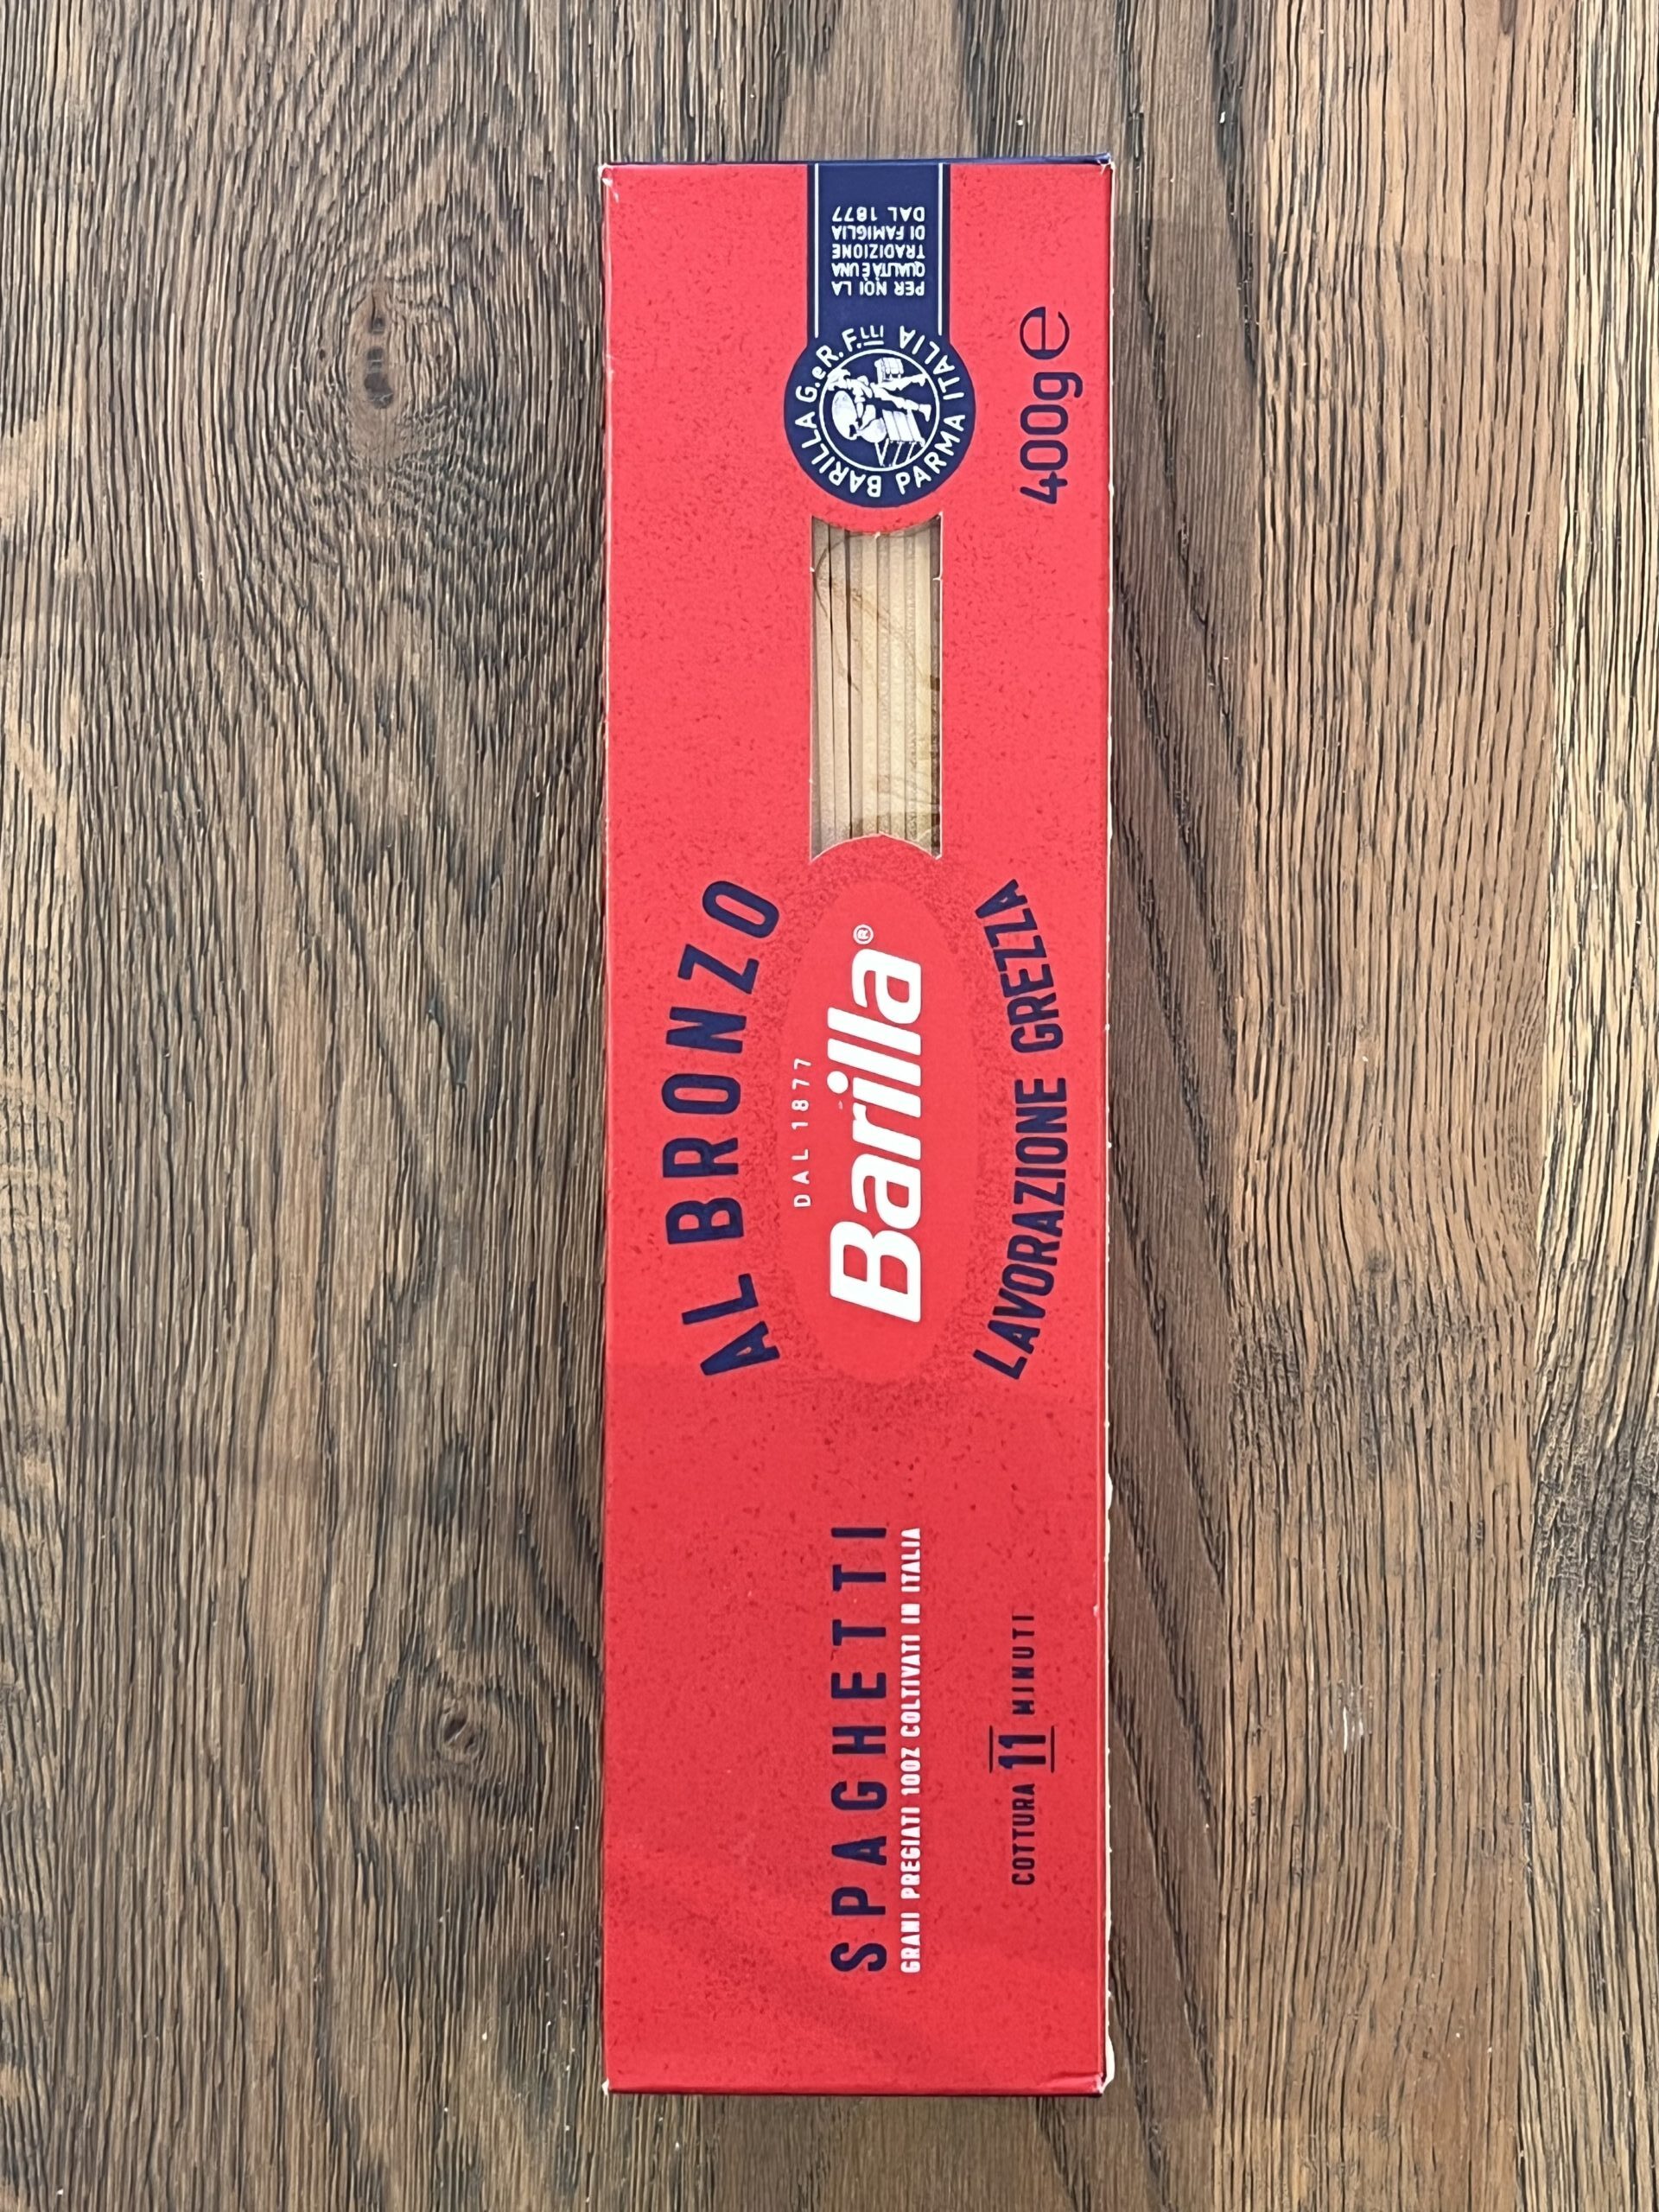 AL BRONZO
DAL 1877
Barilla®
LAVORAZIONE GREZZA
SPAGHETTI
GRANI PREGIATI 100% COLTIVATI IN ITALIA
COTTURA 11 MINUTI
BARILLA G.eR. F.LLI
PARMA ITALIA
PER NOI LA
QUALITÀ È UNA
TRADIZIONE
DI FAMIGLIA
DAL 1877
400g e